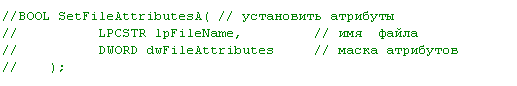 //BOOL SetFileAttributesA( // установить атрибуты
//        LPCSTR lpFileName,         // имя  файла
//        DWORD dwFileAttributes     // маска атрибутов
//    );